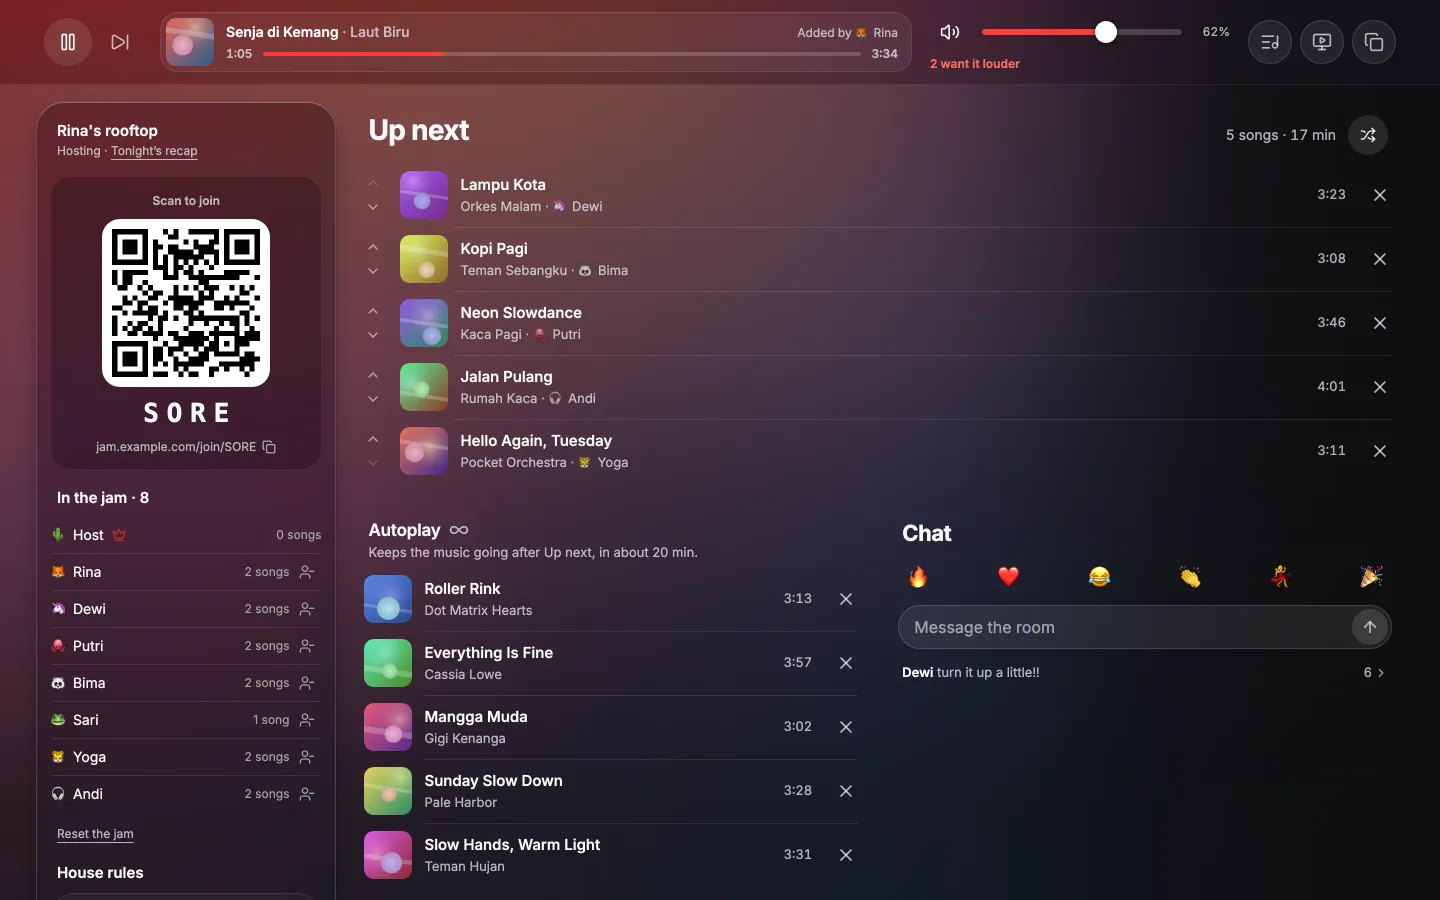 Senja di Kemang · Laut Biru
Added by Rina
1:05
3:34
62%
2 want it louder
Rina's rooftop
Hosting · Tonight's recap
Scan to join
SORE
jam.example.com/join/SORE
In the jam · 8
Host
0 songs
Rina
2 songs
Dewi
2 songs
Putri
2 songs
Bima
2 songs
Sari
1 song
Yoga
2 songs
Andi
2 songs
Reset the jam
House rules
Up next
5 songs · 17 min
Lampu Kota
Orkes Malam · Dewi
3:23
Kopi Pagi
Teman Sebangku · Bima
3:08
Neon Slowdance
Kaca Pagi · Putri
3:46
Jalan Pulang
Rumah Kaca · Andi
4:01
Hello Again, Tuesday
Pocket Orchestra · Yoga
3:11
Autoplay
Keeps the music going after Up next, in about 20 min.
Roller Rink
Dot Matrix Hearts
3:13
Everything Is Fine
Cassia Lowe
3:57
Mangga Muda
Gigi Kenanga
3:02
Sunday Slow Down
Pale Harbor
3:28
Slow Hands, Warm Light
Teman Hujan
3:31
Chat
Message the room
Dewi turn it up a little!!
6